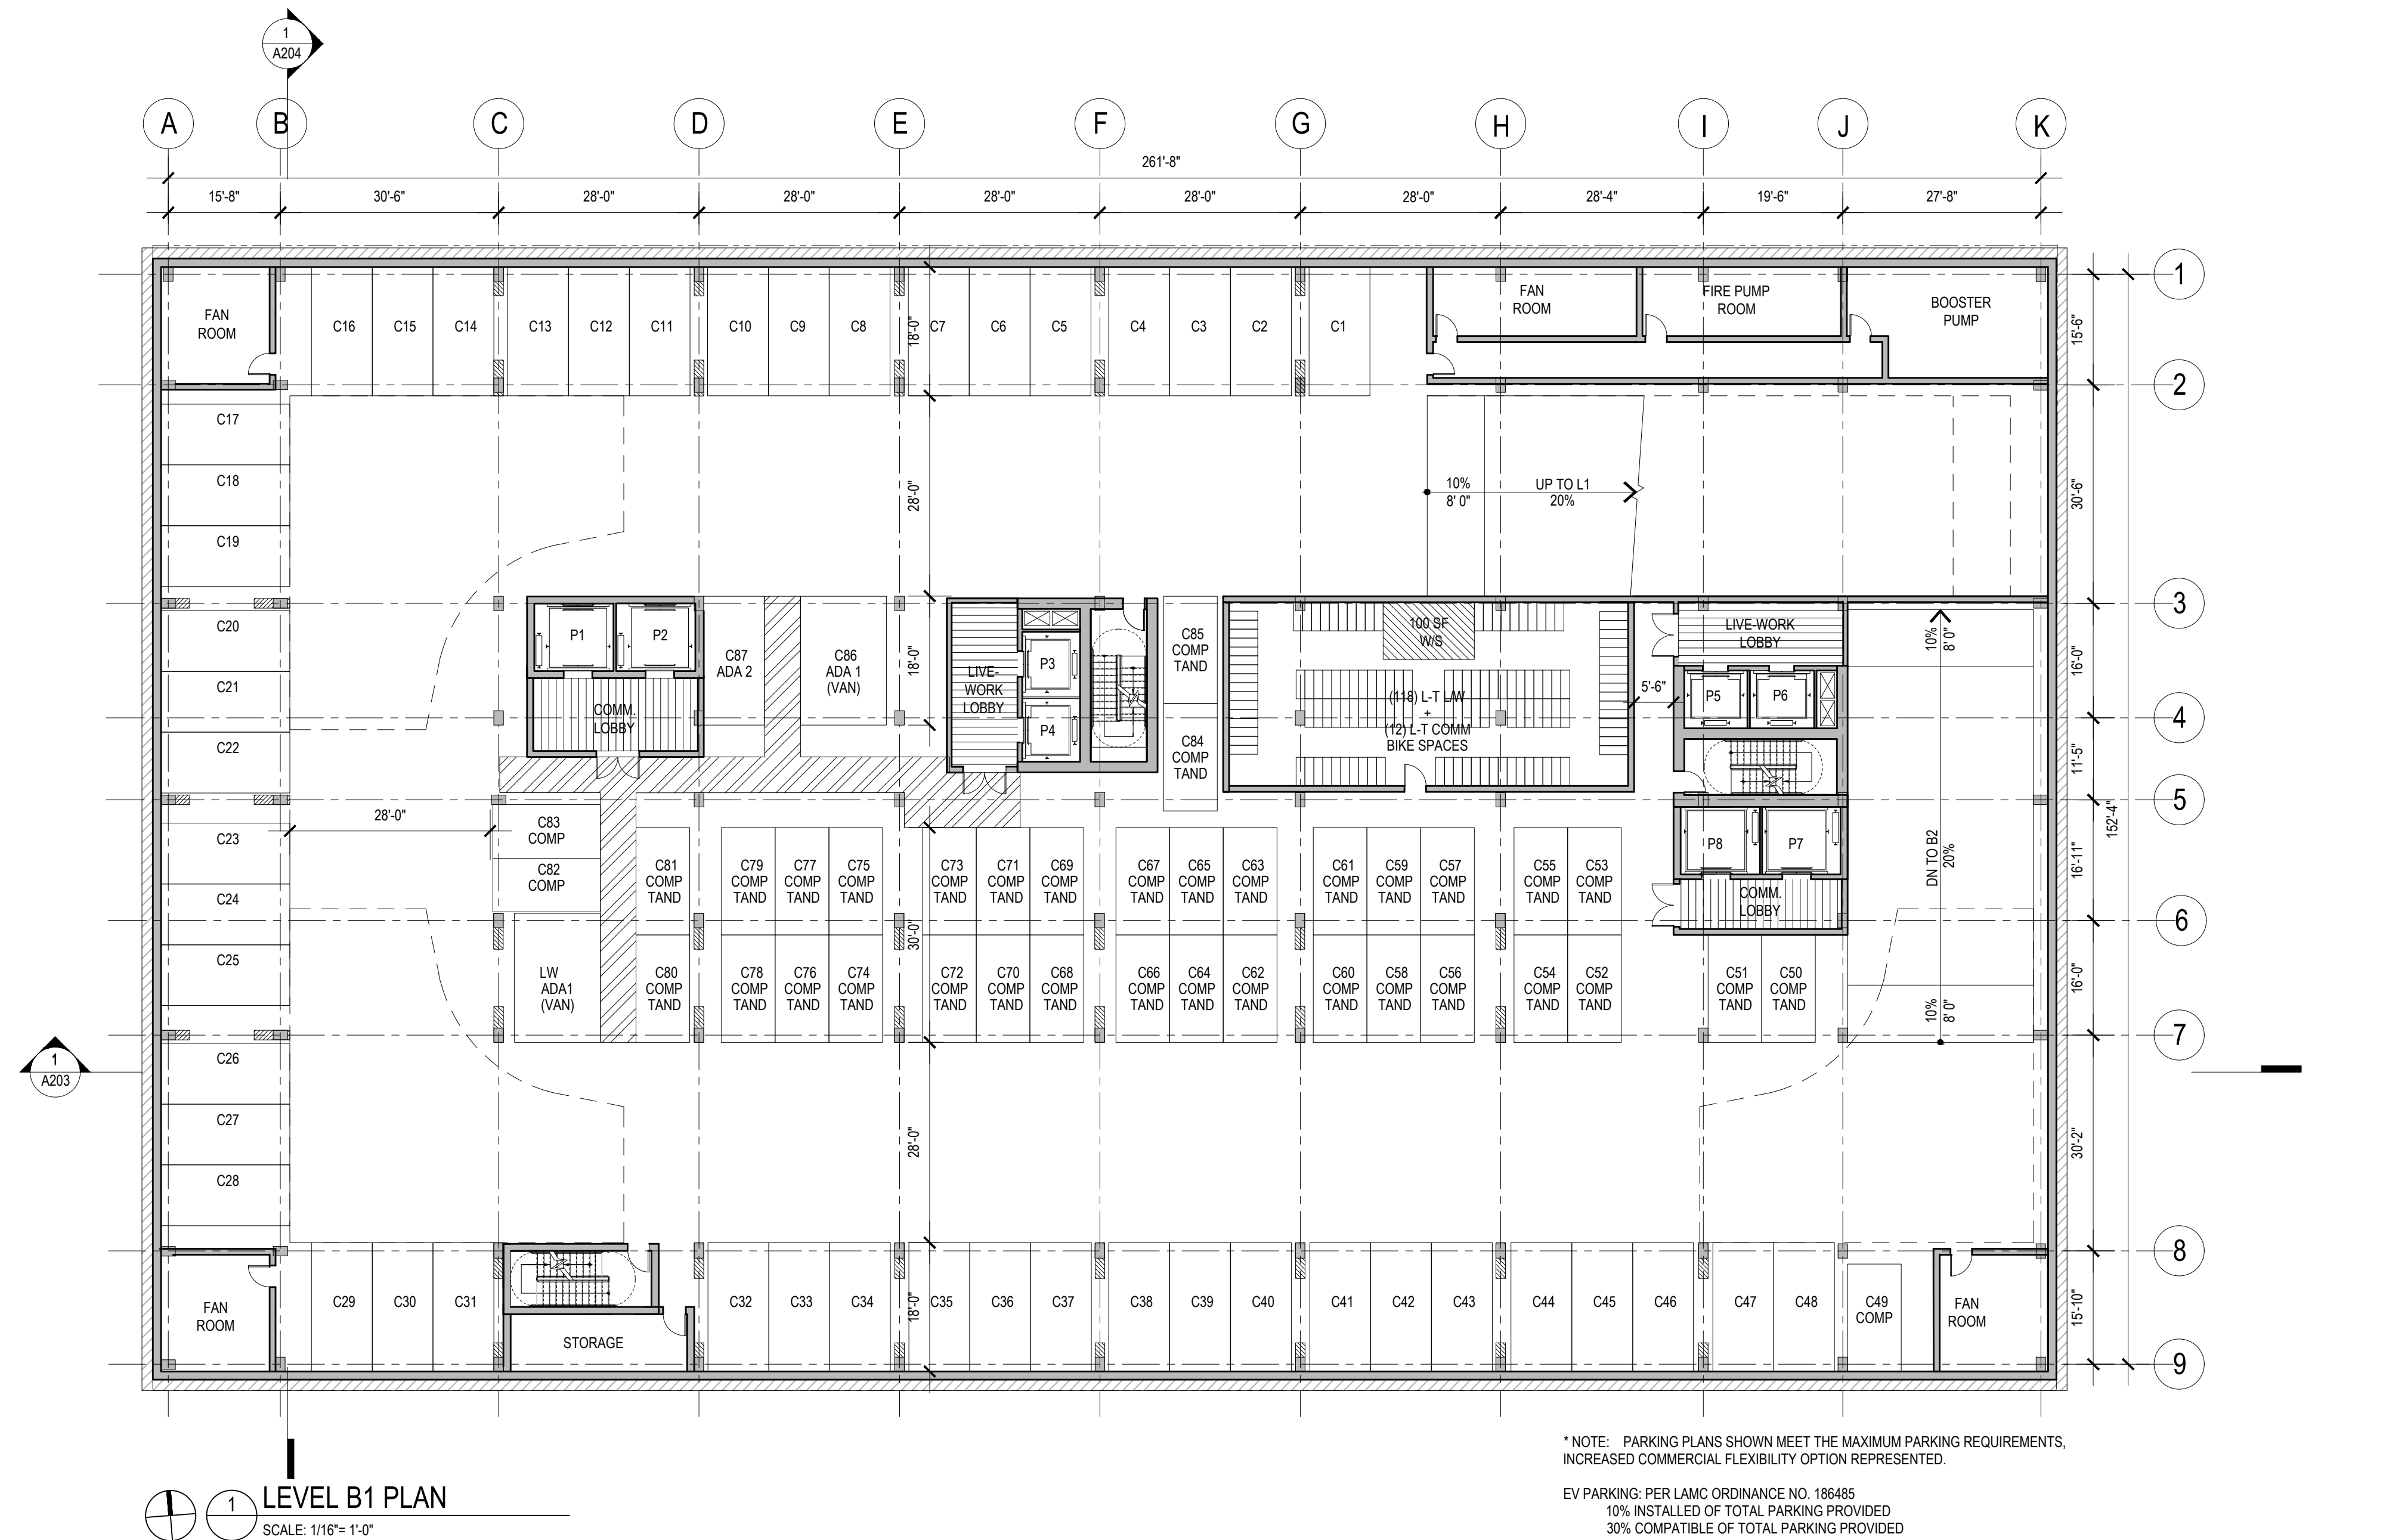 1
A204
A B C D E F G H I J K
261'-8"
15'-8" 30'-6" 28'-0" 28'-0" 28'-0" 28'-0" 28'-0" 28'-4" 19'-6" 27'-8"
1
2
3
4
5
6
7
8
9
15'-6"
30'-6"
16'-0"
11'-5"
152'-4"
16'-11"
16'-0"
30'-2"
15'-10"
FAN
ROOM
C16 C15 C14 C13 C12 C11 C10 C9 C8 C7 C6 C5 C4 C3 C2 C1
18'-0"
FAN
ROOM
FIRE PUMP
ROOM
BOOSTER
PUMP
C17
C18
C19
28'-0"
10%
8' 0"
UP TO L1
20%
C20
C21
C22
P1 P2
COMM.
LOBBY
C87
ADA 2
C86
ADA 1
(VAN)
18'-0"
LIVE-
WORK
LOBBY
P3
P4
C85
COMP
TAND
C84
COMP
TAND
100 SF
W/S
(118) L-T L/W
+
(12) L-T COMM
BIKE SPACES
5'-6"
LIVE-WORK
LOBBY
P5 P6
10%
8' 0"
C23
C24
C25
28'-0"
C83
COMP
C82
COMP
C81 C79 C77 C75 C73 C71 C69 C67 C65 C63 C61 C59 C57 C55 C53
COMP COMP COMP COMP COMP COMP COMP COMP COMP COMP COMP COMP COMP COMP COMP
TAND TAND TAND TAND TAND TAND TAND TAND TAND TAND TAND TAND TAND TAND TAND
P8 P7
COMM.
LOBBY
DN TO B2
20%
30'-0"
LW
ADA1
(VAN)
C80 C78 C76 C74 C72 C70 C68 C66 C64 C62 C60 C58 C56 C54 C52 C51 C50
COMP COMP COMP COMP COMP COMP COMP COMP COMP COMP COMP COMP COMP COMP COMP COMP COMP
TAND TAND TAND TAND TAND TAND TAND TAND TAND TAND TAND TAND TAND TAND TAND TAND TAND
10%
8' 0"
1
A203
C26
C27
C28
28'-0"
FAN
ROOM
C29 C30 C31
STORAGE
C32 C33 C34 C35 C36 C37 C38 C39 C40 C41 C42 C43 C44 C45 C46 C47 C48
18'-0"
C49
COMP
FAN
ROOM
* NOTE: PARKING PLANS SHOWN MEET THE MAXIMUM PARKING REQUIREMENTS,
INCREASED COMMERCIAL FLEXIBILITY OPTION REPRESENTED.
EV PARKING: PER LAMC ORDINANCE NO. 186485
10% INSTALLED OF TOTAL PARKING PROVIDED
30% COMPATIBLE OF TOTAL PARKING PROVIDED
1
LEVEL B1 PLAN
SCALE: 1/16"= 1'-0"